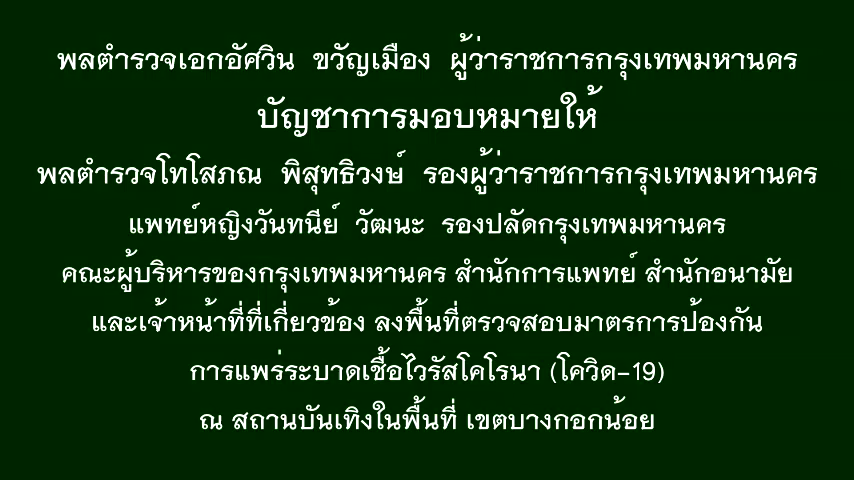 พลตำรวจเอกอัศวิน ขวัญเมือง ผู้ว่าราชการกรุงเทพมหานคร
บัญชาการมอบหมายให้
พลตำรวจโทโสภณ พิสุทธิวงษ์ รองผู้ว่าราชการกรุงเทพมหานคร
แพทย์หญิงวันทนีย์ วัฒนะ รองปลัดกรุงเทพมหานคร
คณะผู้บริหารของกรุงเทพมหานคร สำนักการแพทย์ สำนักอนามัย
และเจ้าหน้าที่ที่เกี่ยวข้อง ลงพื้นที่ตรวจสอบมาตรการป้องกัน
การแพร่ระบาดเชื้อไวรัสโคโรนา (โควิด-19)
ณ สถานบันเทิงในพื้นที่ เขตบางกอกน้อย